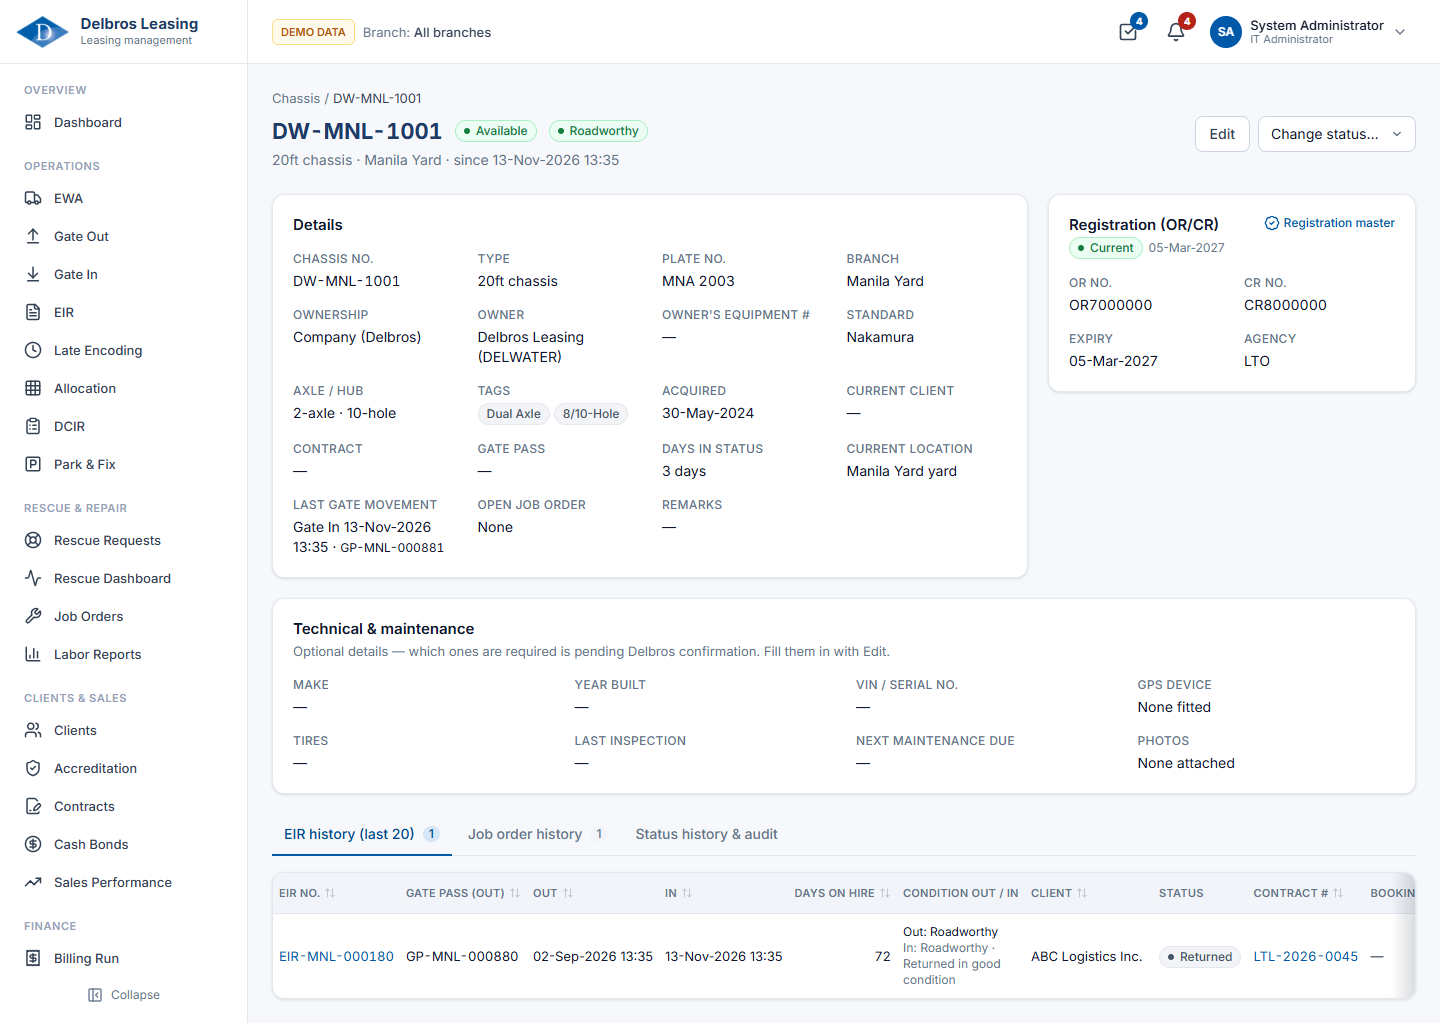 Delbros Leasing
Leasing management
DEMO DATA
Branch: All branches
4
4
SA
System Administrator
IT Administrator
OVERVIEW
Dashboard
OPERATIONS
EWA
Gate Out
Gate In
EIR
Late Encoding
Allocation
DCIR
Park & Fix
RESCUE & REPAIR
Rescue Requests
Rescue Dashboard
Job Orders
Labor Reports
CLIENTS & SALES
Clients
Accreditation
Contracts
Cash Bonds
Sales Performance
FINANCE
Billing Run
Collapse
Chassis / DW-MNL-1001
DW-MNL-1001 Available Roadworthy
20ft chassis · Manila Yard · since 13-Nov-2026 13:35
Edit
Change status...
Details
CHASSIS NO. TYPE PLATE NO. BRANCH
DW-MNL-1001 20ft chassis MNA 2003 Manila Yard
OWNERSHIP OWNER OWNER'S EQUIPMENT # STANDARD
Company (Delbros) Delbros Leasing — Nakamura
(DELWATER)
AXLE / HUB TAGS ACQUIRED CURRENT CLIENT
2-axle · 10-hole Dual Axle 8/10-Hole 30-May-2024 —
CONTRACT GATE PASS DAYS IN STATUS CURRENT LOCATION
— — 3 days Manila Yard yard
LAST GATE MOVEMENT OPEN JOB ORDER REMARKS
Gate In 13-Nov-2026 None —
13:35 · GP-MNL-000881
Registration (OR/CR) Registration master
Current 05-Mar-2027
OR NO. CR NO.
OR7000000 CR8000000
EXPIRY AGENCY
05-Mar-2027 LTO
Technical & maintenance
Optional details — which ones are required is pending Delbros confirmation. Fill them in with Edit.
MAKE YEAR BUILT VIN / SERIAL NO. GPS DEVICE
— — — None fitted
TIRES LAST INSPECTION NEXT MAINTENANCE DUE PHOTOS
— — — None attached
EIR history (last 20) 1 Job order history 1 Status history & audit
EIR NO. GATE PASS (OUT) OUT IN DAYS ON HIRE CONDITION OUT / IN CLIENT STATUS CONTRACT # BOOKIN
EIR-MNL-000180 GP-MNL-000880 02-Sep-2026 13:35 13-Nov-2026 13:35 72 Out: Roadworthy ABC Logistics Inc. Returned LTL-2026-0045 —
In: Roadworthy ·
Returned in good
condition